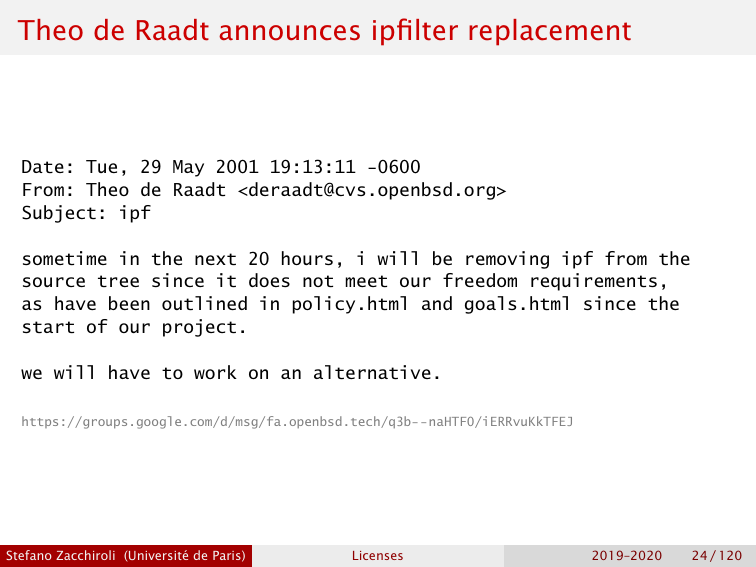 Theo de Raadt announces ipfilter replacement
Date: Tue, 29 May 2001 19:13:11 -0600
From: Theo de Raadt <deraadt@cvs.openbsd.org>
Subject: ipf
sometime in the next 20 hours, i will be removing ipf from the
source tree since it does not meet our freedom requirements,
as have been outlined in policy.html and goals.html since the
start of our project.
we will have to work on an alternative.
https://groups.google.com/d/msg/fa.openbsd.tech/q3b--naHTFO/iERRvuKkTFEJ
Stefano Zacchiroli (Université de Paris) Licenses 2019–2020 24 / 120